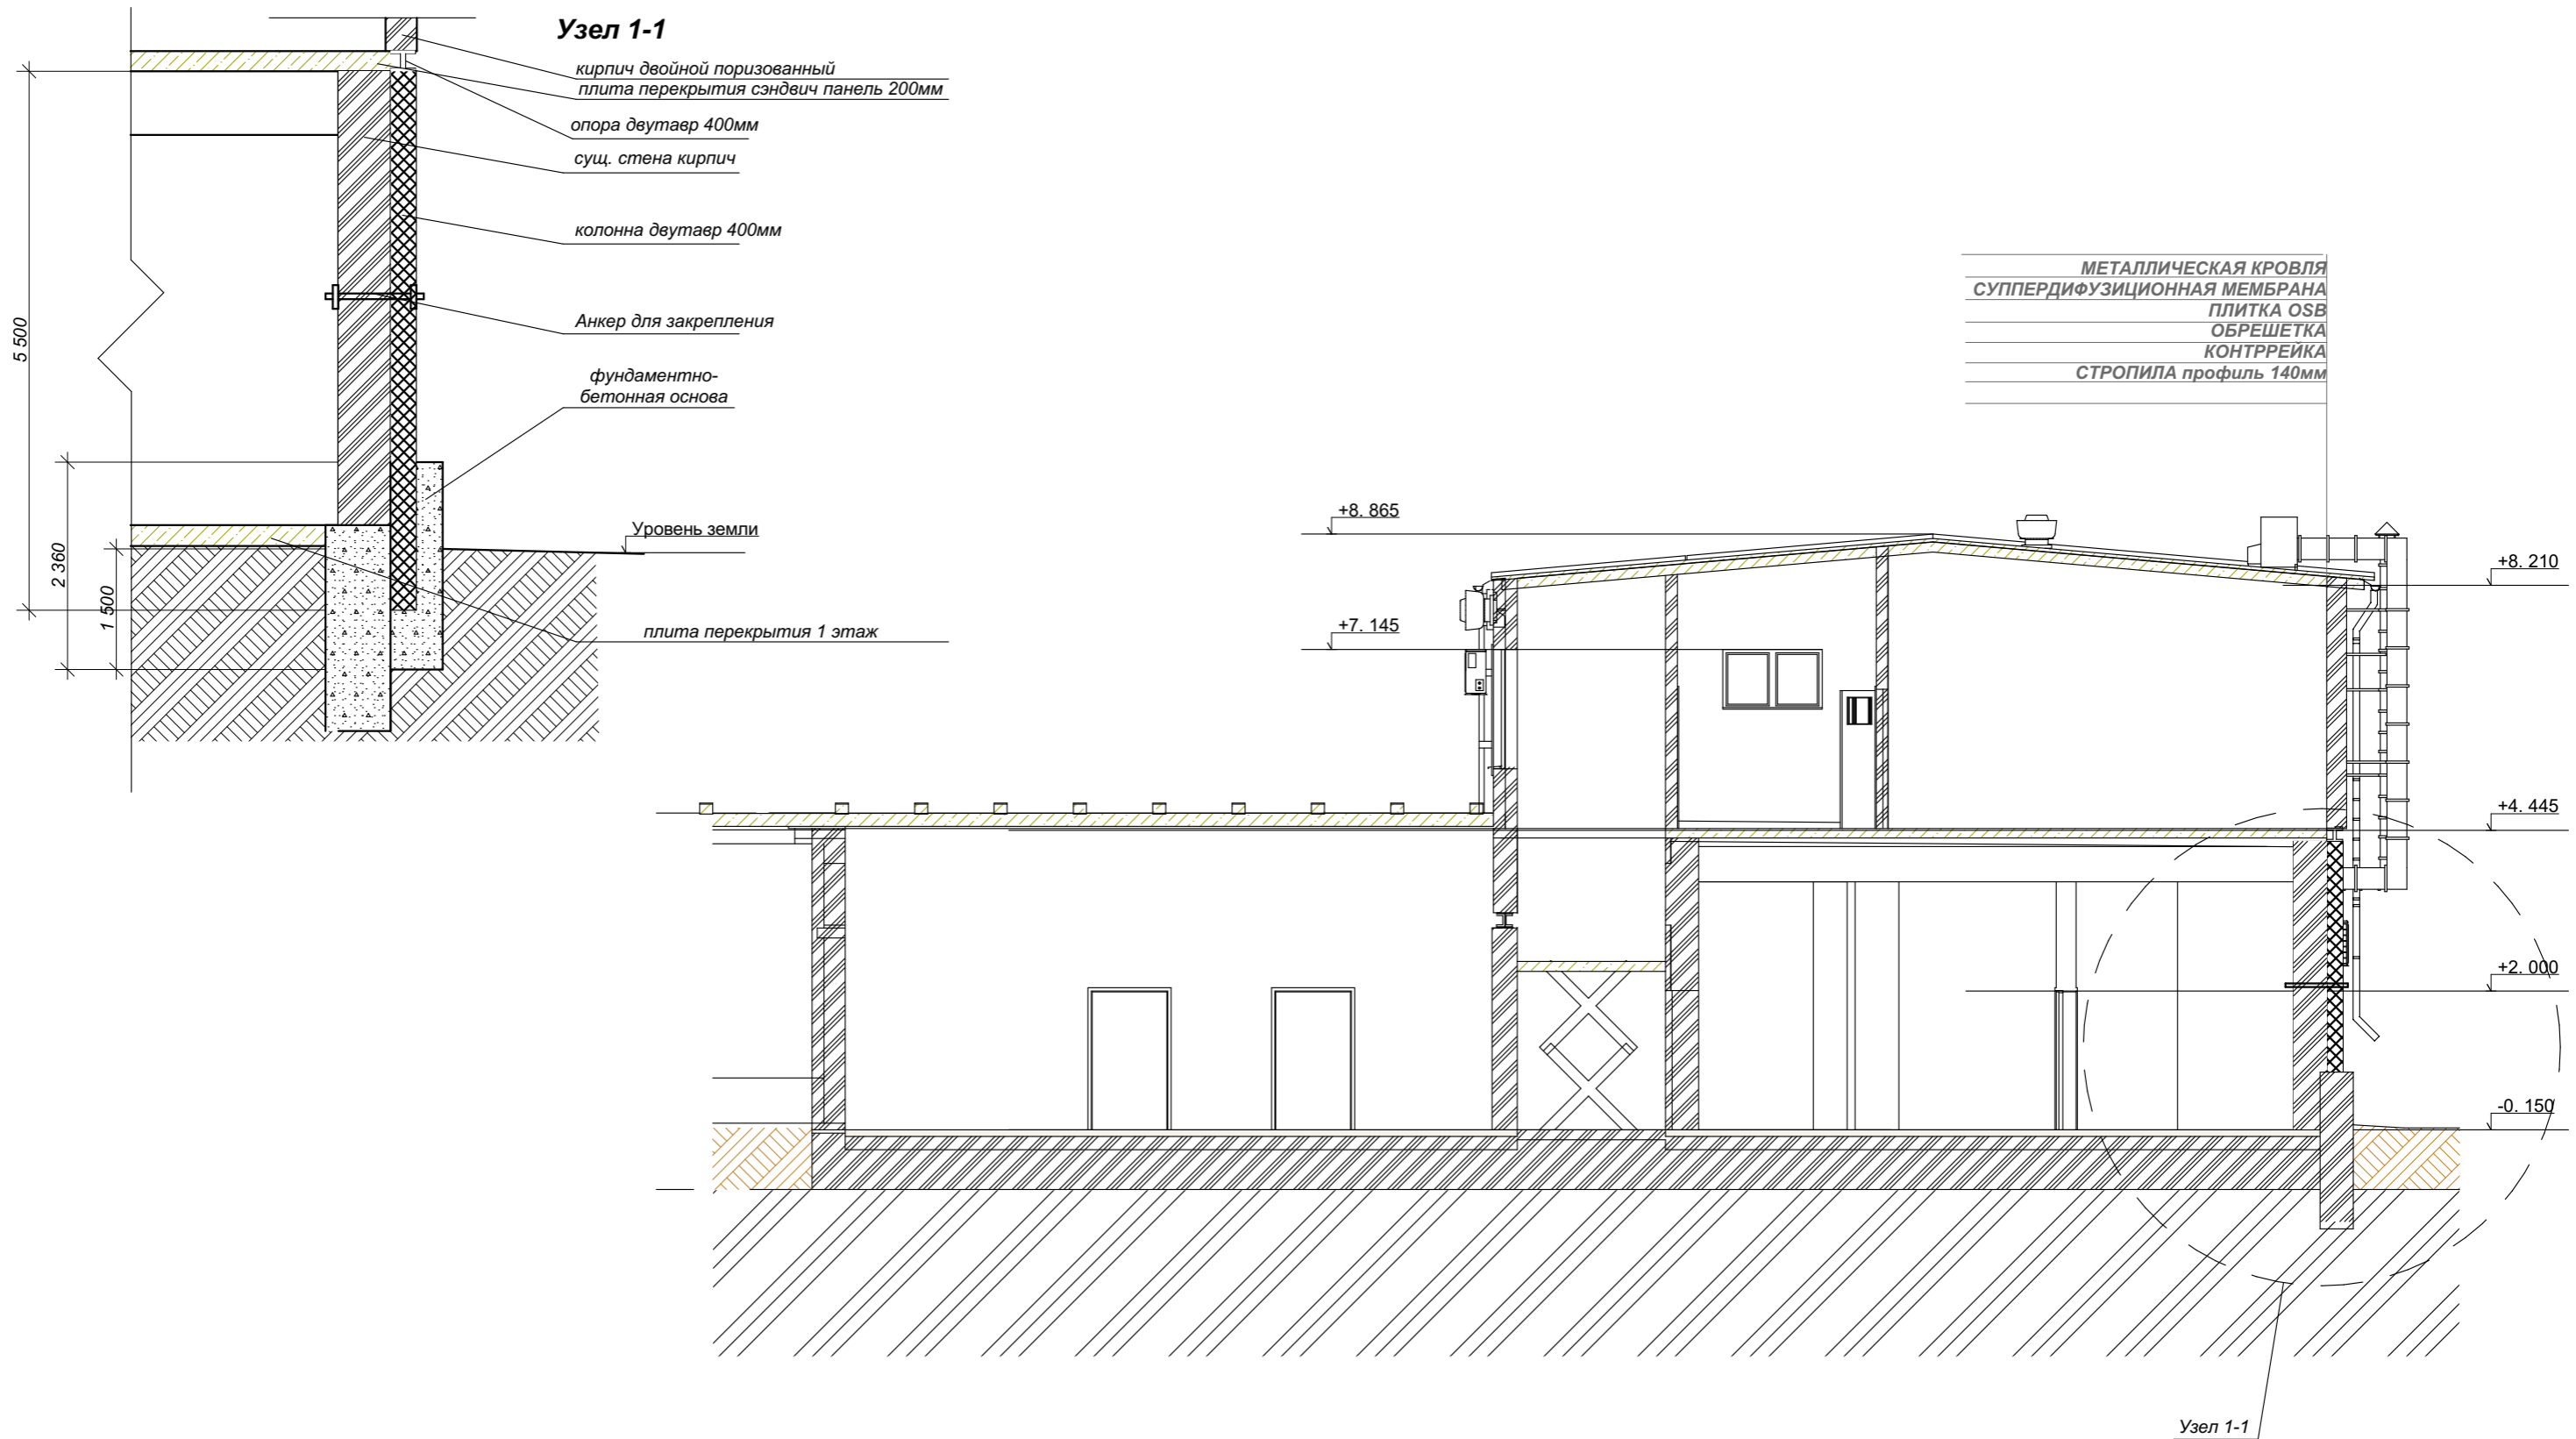 Узел 1-1
кирпич двойной поризованный
плита перекрытия сэндвич панель 200мм
опора двутавр 400мм
сущ. стена кирпич
колонна двутавр 400мм
Анкер для закрепления
фундаментно-
бетонная основа
Уровень земли
плита перекрытия 1 этаж
5 500
2 360
1 500
МЕТАЛЛИЧЕСКАЯ КРОВЛЯ
СУППЕРДИФУЗИЦИОННАЯ МЕМБРАНА
ПЛИТКА OSB
ОБРЕШЕТКА
КОНТРРЕЙКА
СТРОПИЛА профиль 140мм
+8. 865
+8. 210
+7. 145
+4. 445
+2. 000
-0. 150
Узел 1-1